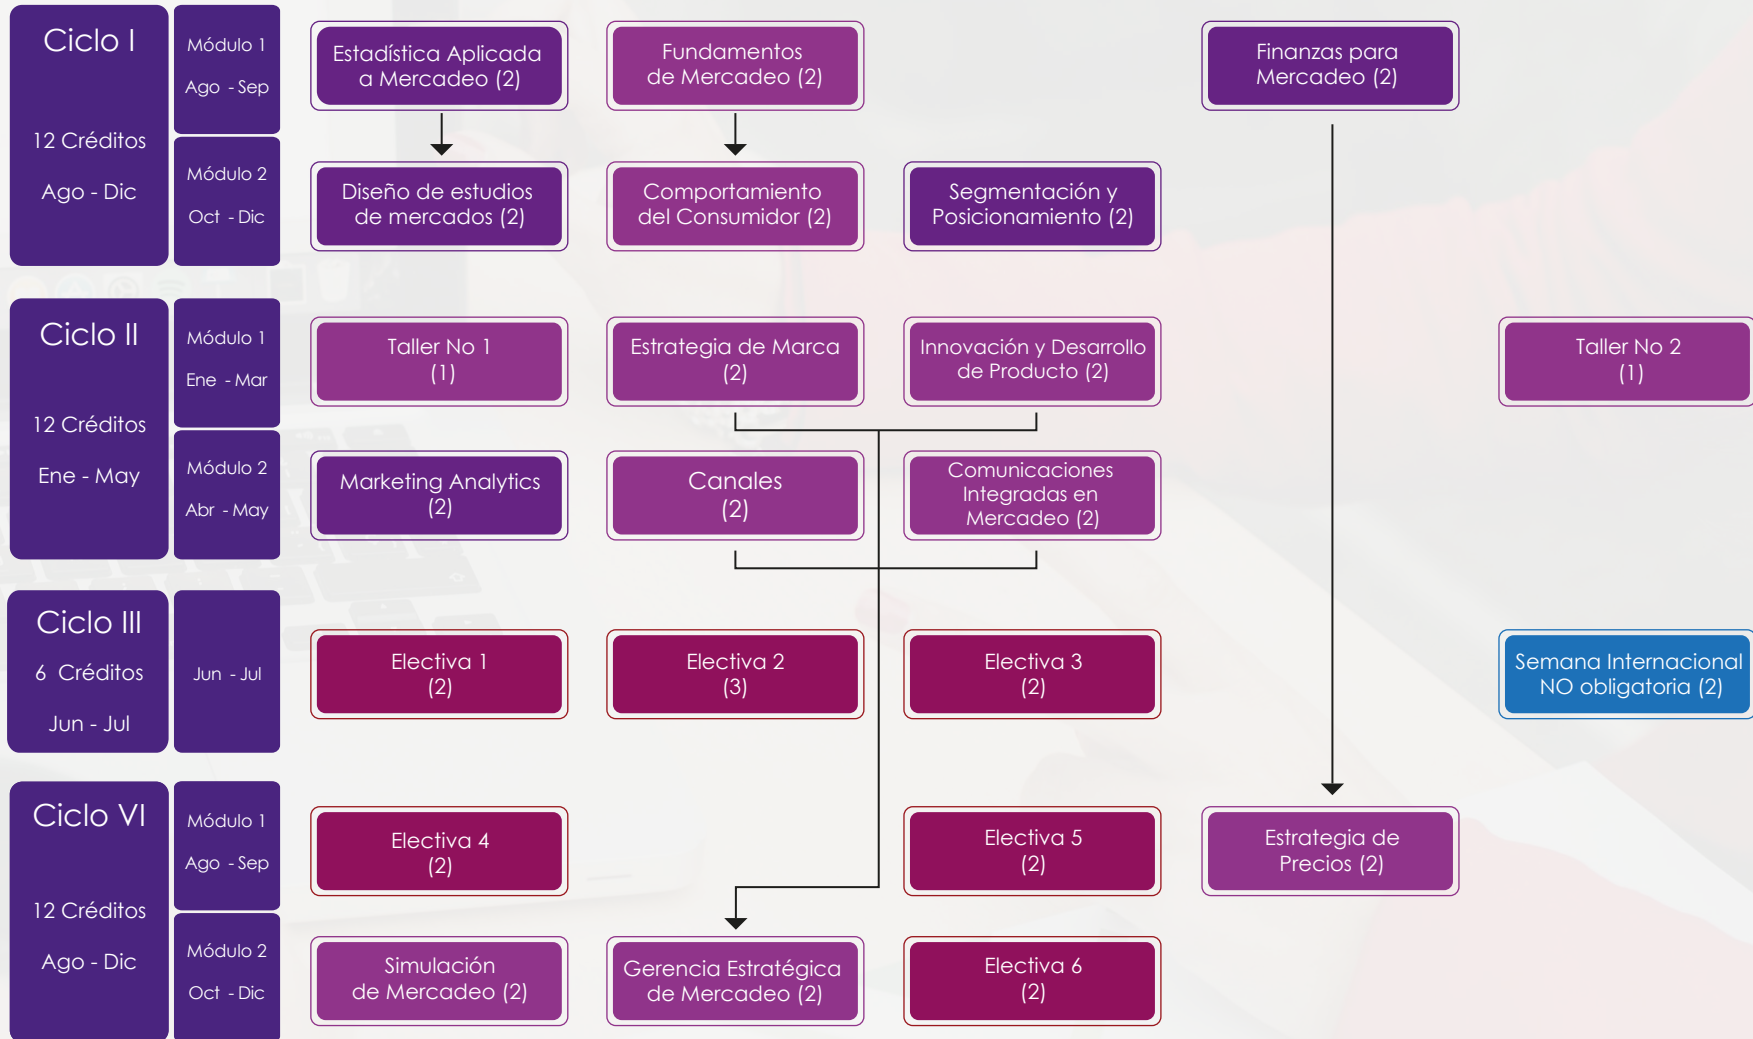 Ciclo I
12 Créditos
Ago - Dic
Módulo 1
Ago - Sep
Estadística Aplicada
a Mercadeo (2)
Fundamentos
de Mercadeo (2)
Finanzas para
Mercadeo (2)
Módulo 2
Oct - Dic
Diseño de estudios
de mercados (2)
Comportamiento
del Consumidor (2)
Segmentación y
Posicionamiento (2)
Ciclo II
12 Créditos
Ene - May
Módulo 1
Ene - Mar
Taller No 1
(1)
Estrategia de Marca
(2)
Innovación y Desarrollo
de Producto (2)
Taller No 2
(1)
Módulo 2
Abr - May
Marketing Analytics
(2)
Canales
(2)
Comunicaciones
Integradas en
Mercadeo (2)
Ciclo III
6 Créditos
Jun - Jul
Jun - Jul
Electiva 1
(2)
Electiva 2
(3)
Electiva 3
(2)
Semana Internacional
NO obligatoria (2)
Ciclo VI
12 Créditos
Ago - Dic
Módulo 1
Ago - Sep
Electiva 4
(2)
Electiva 5
(2)
Estrategia de
Precios (2)
Módulo 2
Oct - Dic
Simulación
de Mercadeo (2)
Gerencia Estratégica
de Mercadeo (2)
Electiva 6
(2)